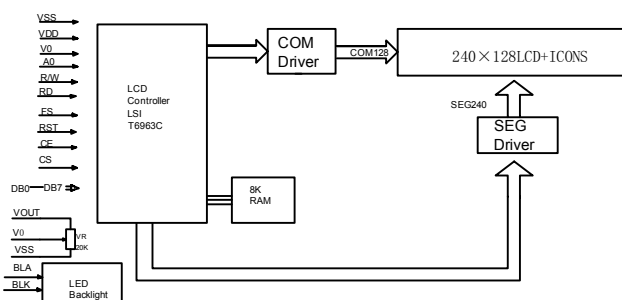 VSS
VDD
V0
A0
R/W
RD
FS
RST
CE
CS
DB0 DB7
LCD
Controller
LSI
T6963C
COM
Driver
COM128
240×128LCD+ICONS
SEG240
SEG
Driver
8K
RAM
VOUT
V0
VR
20K
VSS
BLA
BLK
LED
Backlight